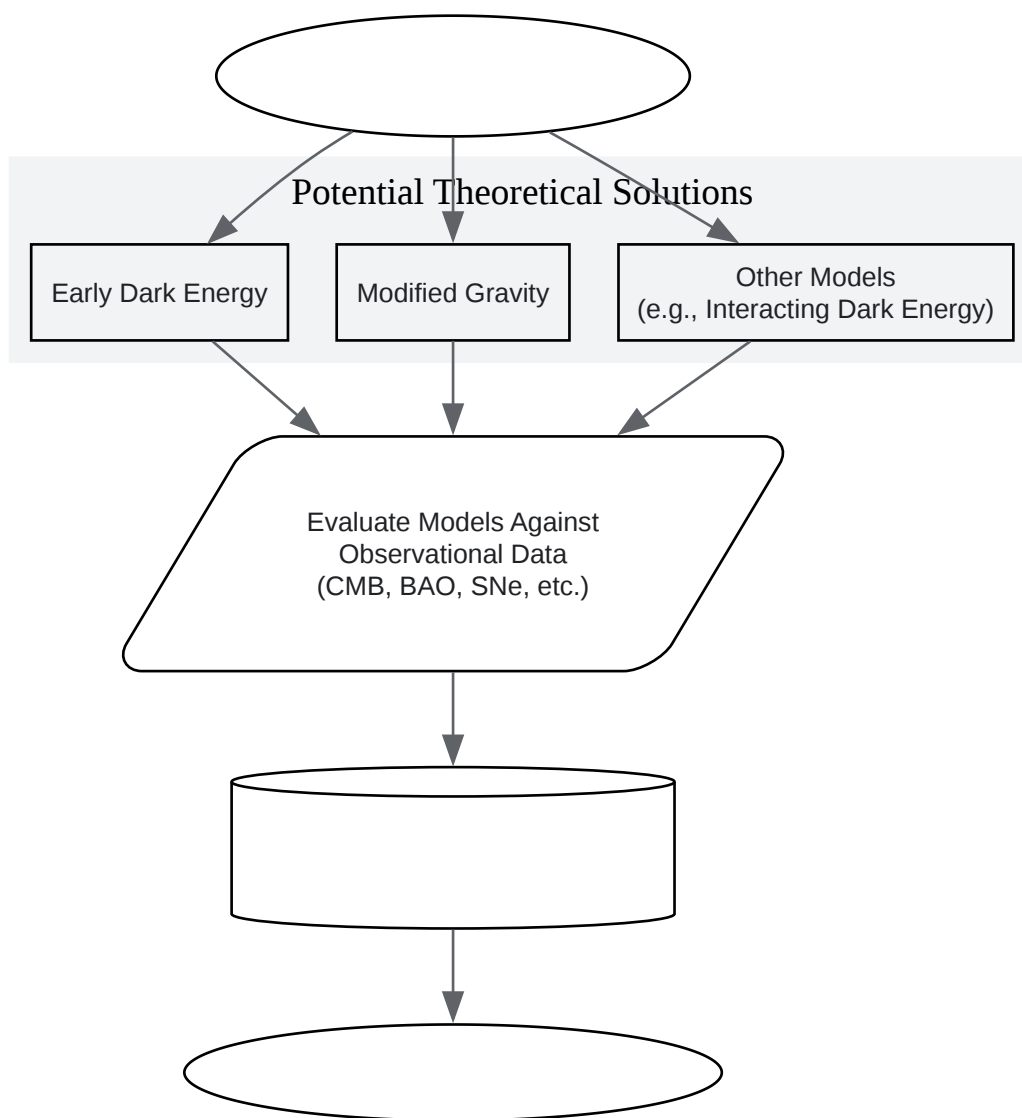 Potential Theoretical Solutions
Early Dark Energy
Modified Gravity
Other Models
(e.g., Interacting Dark Energy)
Evaluate Models Against
Observational Data
(CMB, BAO, SNe, etc.)